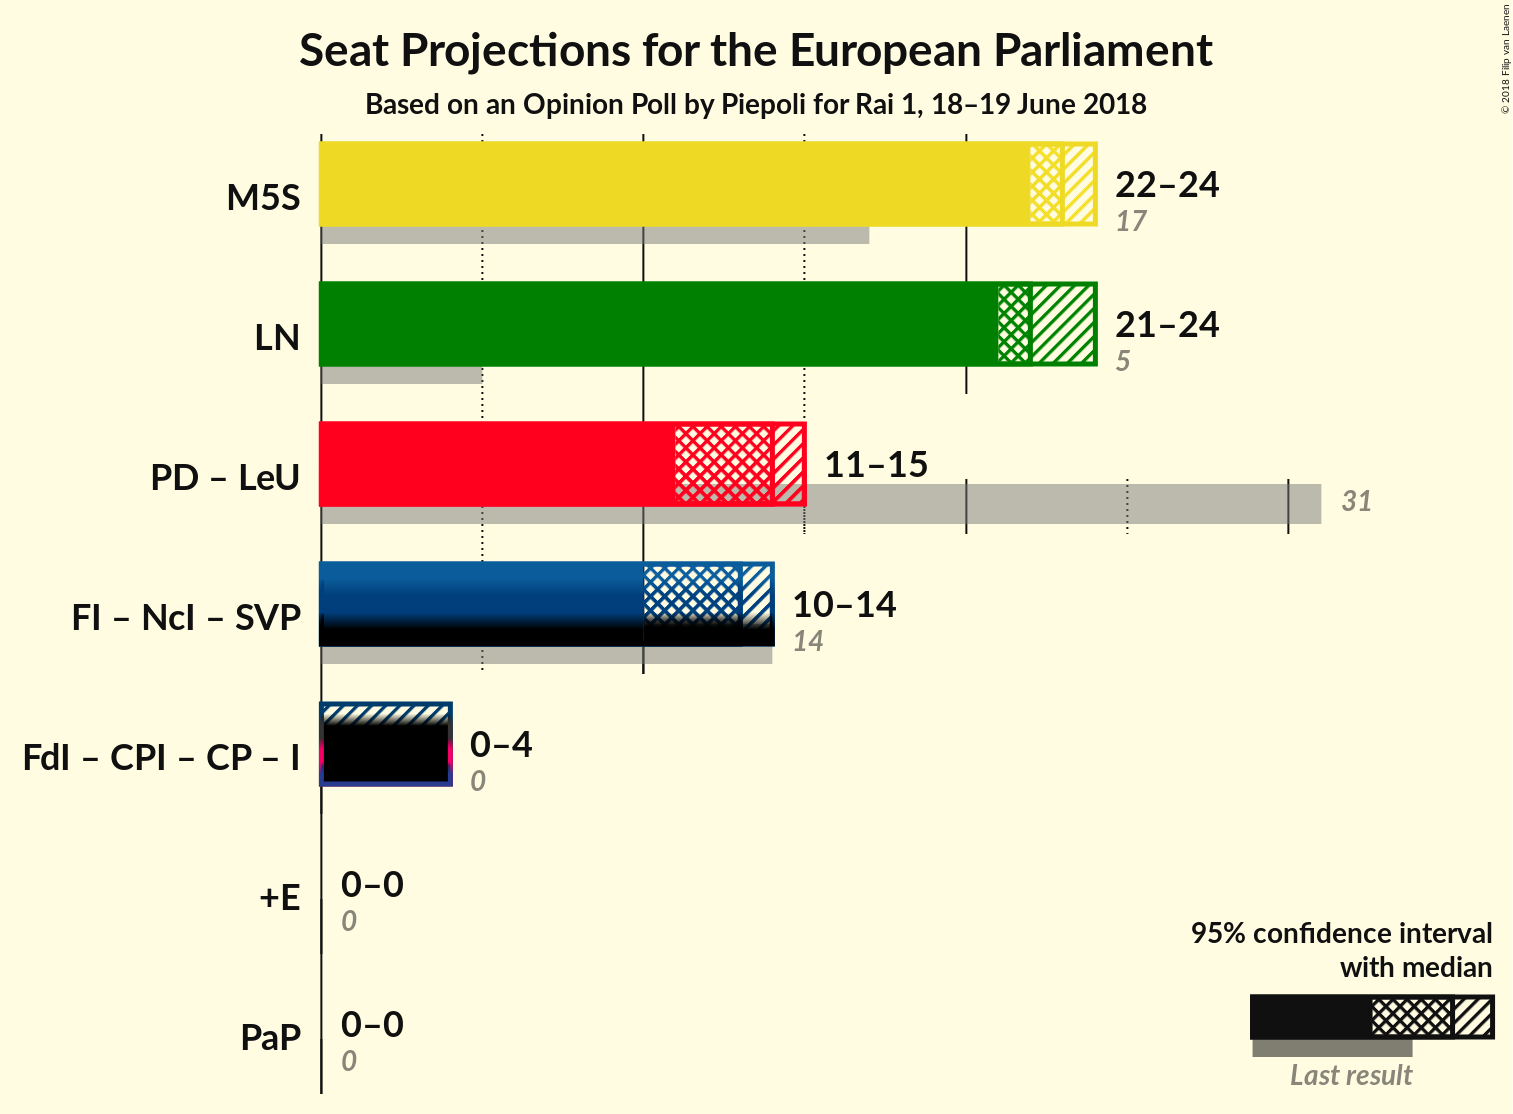 Seat Projections for the European Parliament
Based on an Opinion Poll by Piepoli for Rai 1, 18–19 June 2018
© 2018 Filip van Laenen
M5S
22–24
17
LN
21–24
5
PD – LeU
11–15
31
FI – NcI – SVP
10–14
14
FdI – CPI – CP – I
0–4
0
+E
0–0
0
PaP
0–0
0
95% confidence interval
with median
Last result